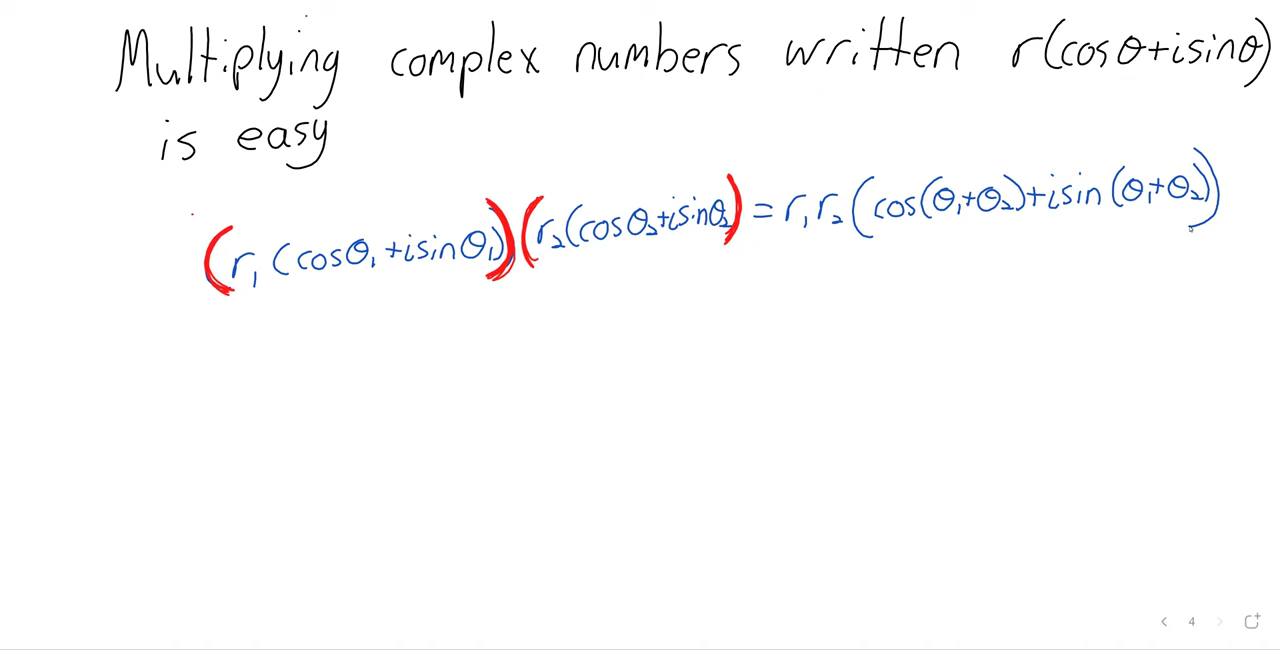 Multiplying complex numbers written r(cosθ+isinθ)
is easy
(r₁(cosθ₁+isinθ₁))(r₂(cosθ₂+isinθ₂)=r₁r₂(cos(θ₁+θ₂)+isin(θ₁+θ₂))
4